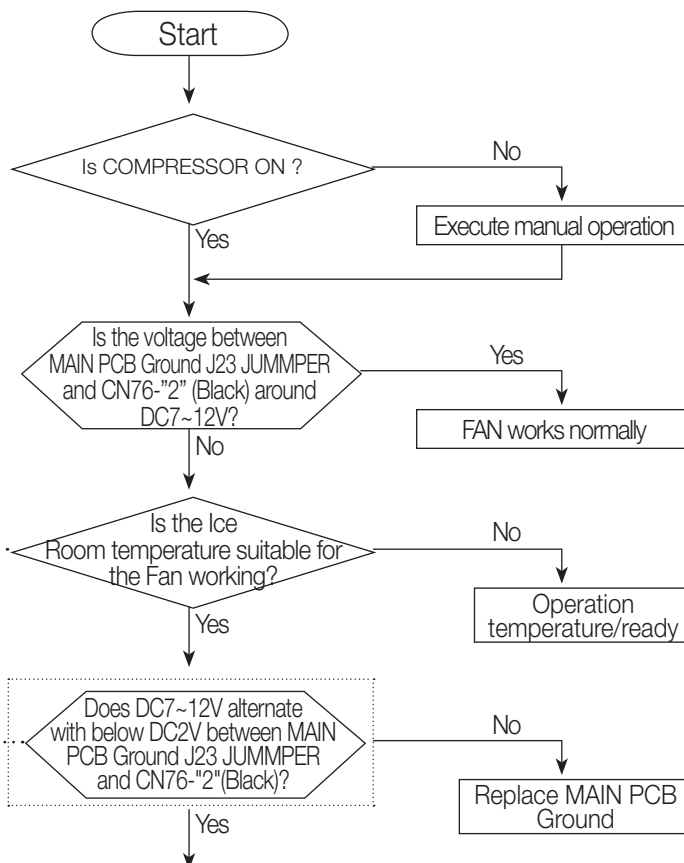 Start
Is COMPRESSOR ON ?
No
Execute manual operation
Yes
Is the voltage between
MAIN PCB Ground J23 JUMMPER
and CN76-”2” (Black) around
DC7~12V?
Yes
FAN works normally
No
Is the Ice
Room temperature suitable for
the Fan working?
No
Operation
temperature/ready
Yes
Does DC7~12V alternate
with below DC2V between MAIN
PCB Ground J23 JUMMPER
and CN76-"2"(Black)?
No
Replace MAIN PCB
Ground
Yes